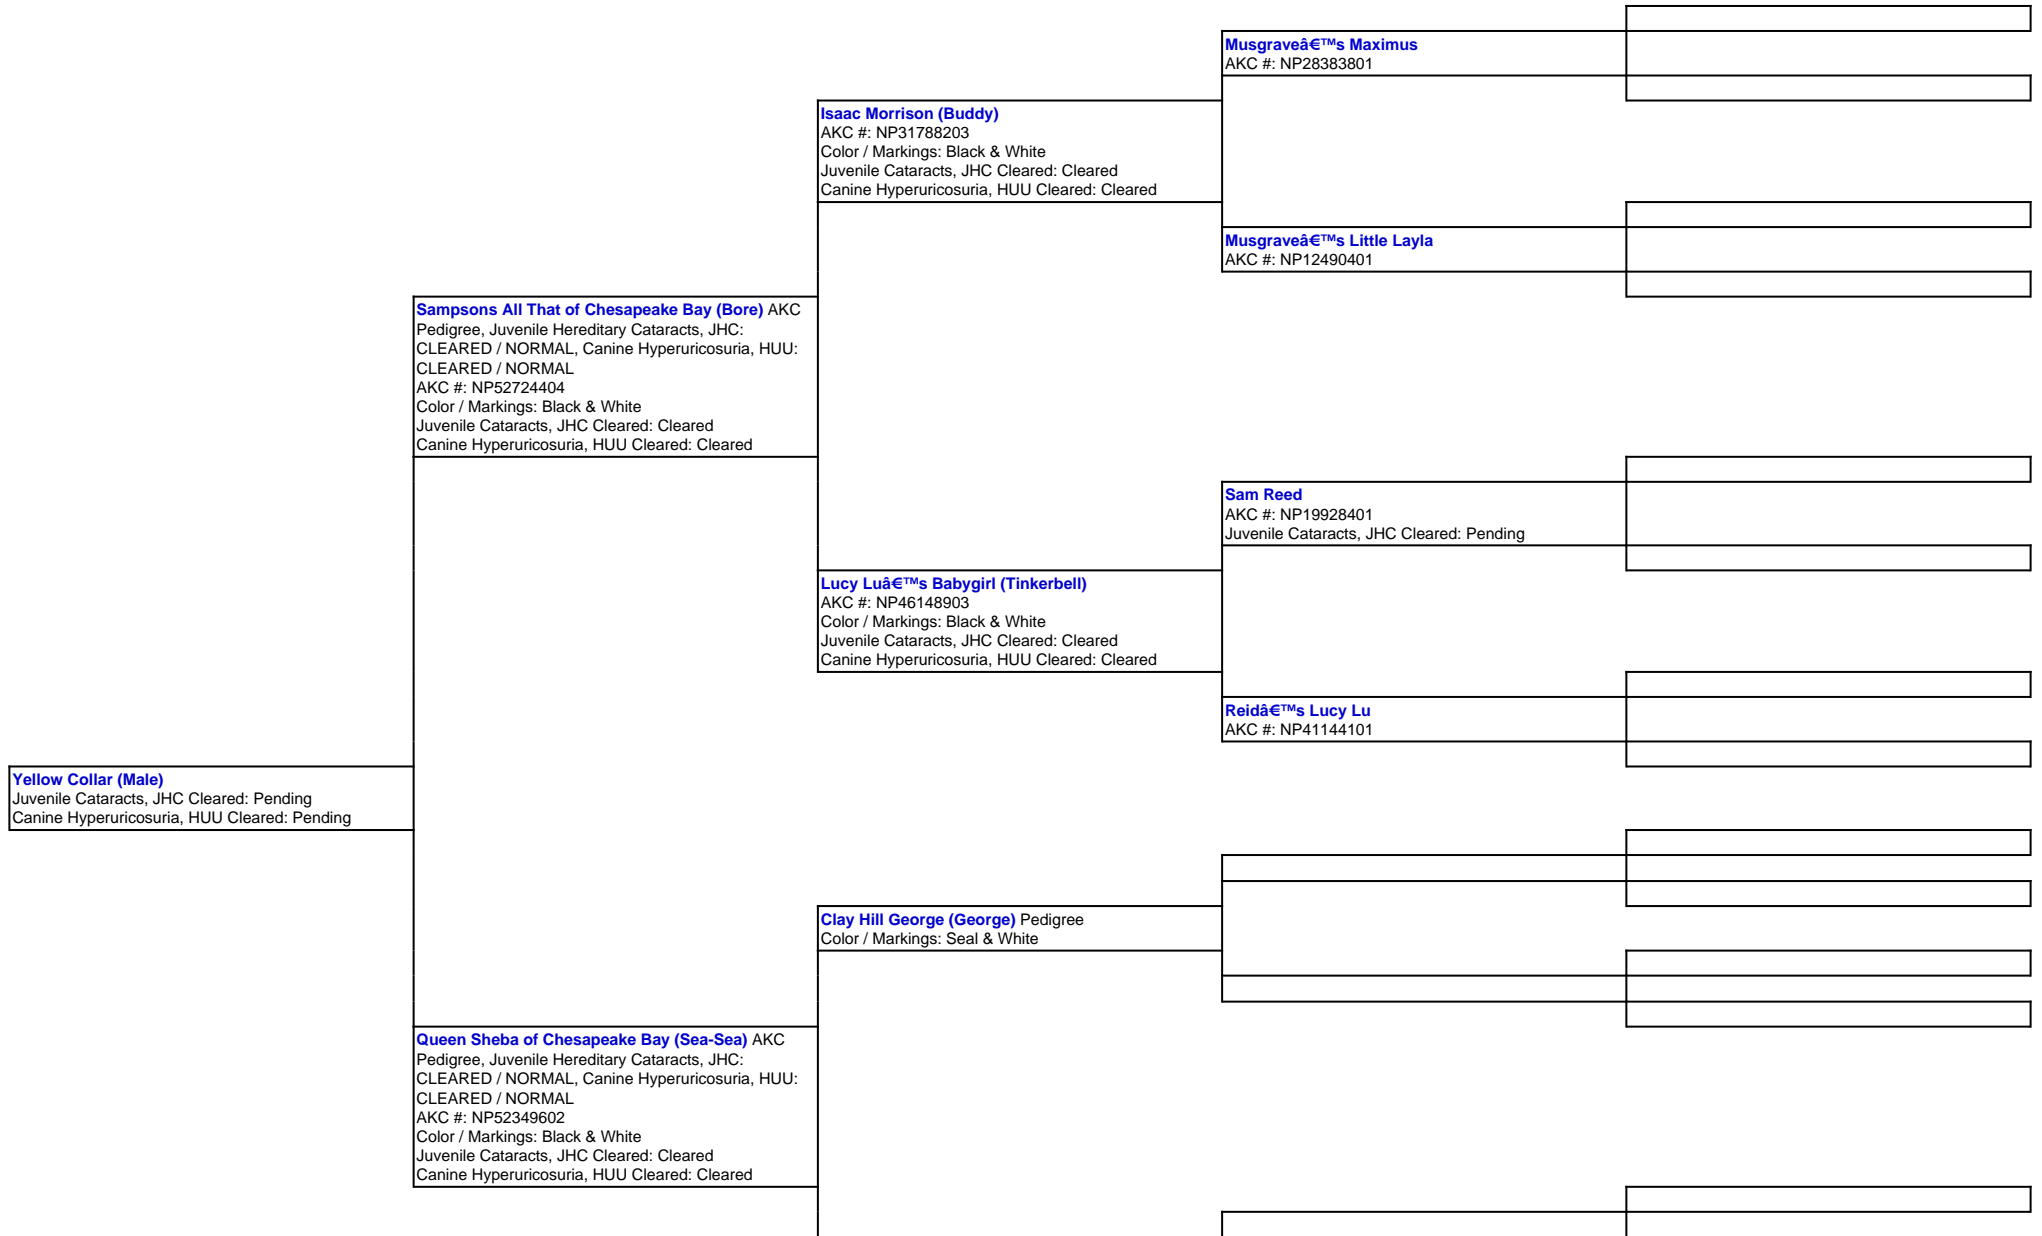 Musgraveâ€™s Maximus
AKC #: NP28383801
Isaac Morrison (Buddy)
AKC #: NP31788203
Color / Markings: Black & White
Juvenile Cataracts, JHC Cleared: Cleared
Canine Hyperuricosuria, HUU Cleared: Cleared
Musgraveâ€™s Little Layla
AKC #: NP12490401
Sampsons All That of Chesapeake Bay (Bore) AKC
Pedigree, Juvenile Hereditary Cataracts, JHC:
CLEARED / NORMAL, Canine Hyperuricosuria, HUU:
CLEARED / NORMAL
AKC #: NP52724404
Color / Markings: Black & White
Juvenile Cataracts, JHC Cleared: Cleared
Canine Hyperuricosuria, HUU Cleared: Cleared
Sam Reed
AKC #: NP19928401
Juvenile Cataracts, JHC Cleared: Pending
Lucy Luâ€™s Babygirl (Tinkerbell)
AKC #: NP46148903
Color / Markings: Black & White
Juvenile Cataracts, JHC Cleared: Cleared
Canine Hyperuricosuria, HUU Cleared: Cleared
Reidâ€™s Lucy Lu
AKC #: NP41144101
Yellow Collar (Male)
Juvenile Cataracts, JHC Cleared: Pending
Canine Hyperuricosuria, HUU Cleared: Pending
Clay Hill George (George) Pedigree
Color / Markings: Seal & White
Queen Sheba of Chesapeake Bay (Sea-Sea) AKC
Pedigree, Juvenile Hereditary Cataracts, JHC:
CLEARED / NORMAL, Canine Hyperuricosuria, HUU:
CLEARED / NORMAL
AKC #: NP52349602
Color / Markings: Black & White
Juvenile Cataracts, JHC Cleared: Cleared
Canine Hyperuricosuria, HUU Cleared: Cleared